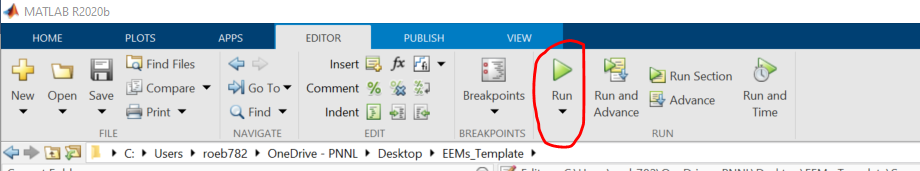 MATLAB R2020b
HOME PLOTS APPS EDITOR PUBLISH VIEW
New Open Save Find Files Compare Print FILE
Go To Find NAVIGATE
Insert fx Comment Indent EDIT
Breakpoints BREAKPOINTS
Run Run and Advance Run Section Advance Run and Time RUN
C: Users roeb782 OneDrive - PNNL Desktop EEMs_Template